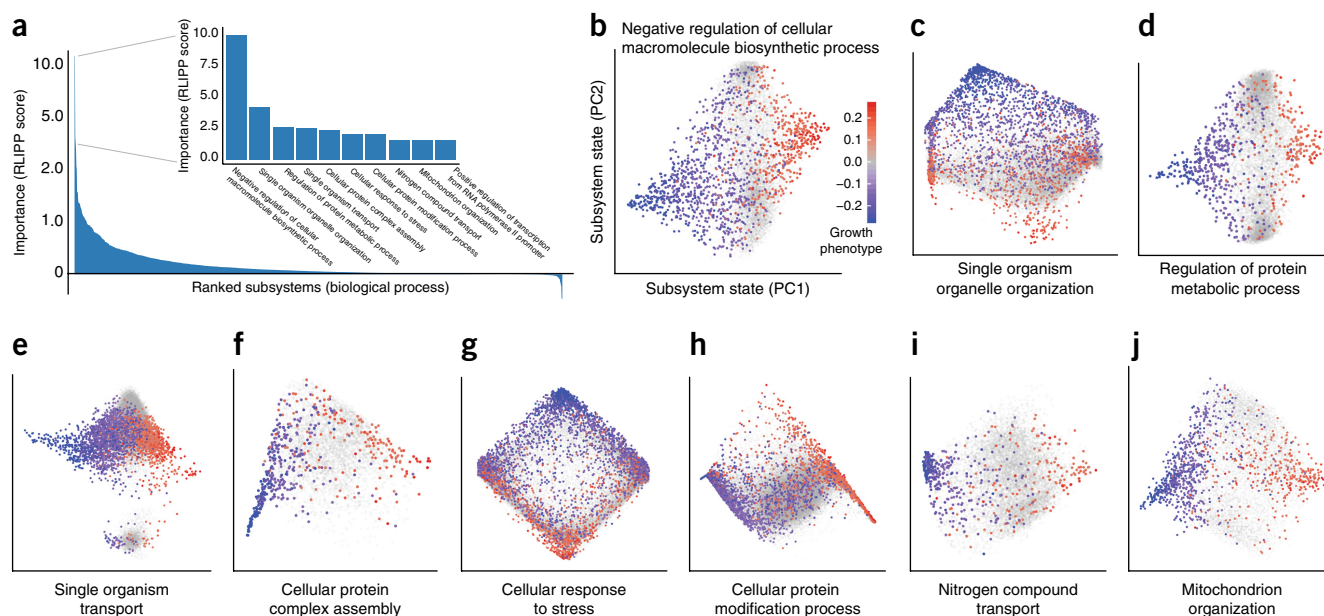 a
Importance (RLIPP score)
10.0
5.0
2.0
1.0
0
Ranked subsystems (biological process)
Importance (RLIPP score)
10.0
7.5
5.0
2.5
0.0
Negative regulation of cellular
macromolecule biosynthetic process
Single organism organelle organization
Regulation of protein metabolic process
Single organism transport
Cellular protein complex assembly
Cellular response to stress
Cellular protein modification process
Nitrogen compound transport
Mitochondrion organization
Positive regulation of transcription
from RNA polymerase II promoter
b
Negative regulation of cellular
macromolecule biosynthetic process
Subsystem state (PC2)
Subsystem state (PC1)
0.2
0.1
0.0
−0.1
−0.2
Growth
phenotype
c
Single organism
organelle organization
d
Regulation of protein
metabolic process
e
Single organism
transport
f
Cellular protein
complex assembly
g
Cellular response
to stress
h
Cellular protein
modification process
i
Nitrogen compound
transport
j
Mitochondrion
organization